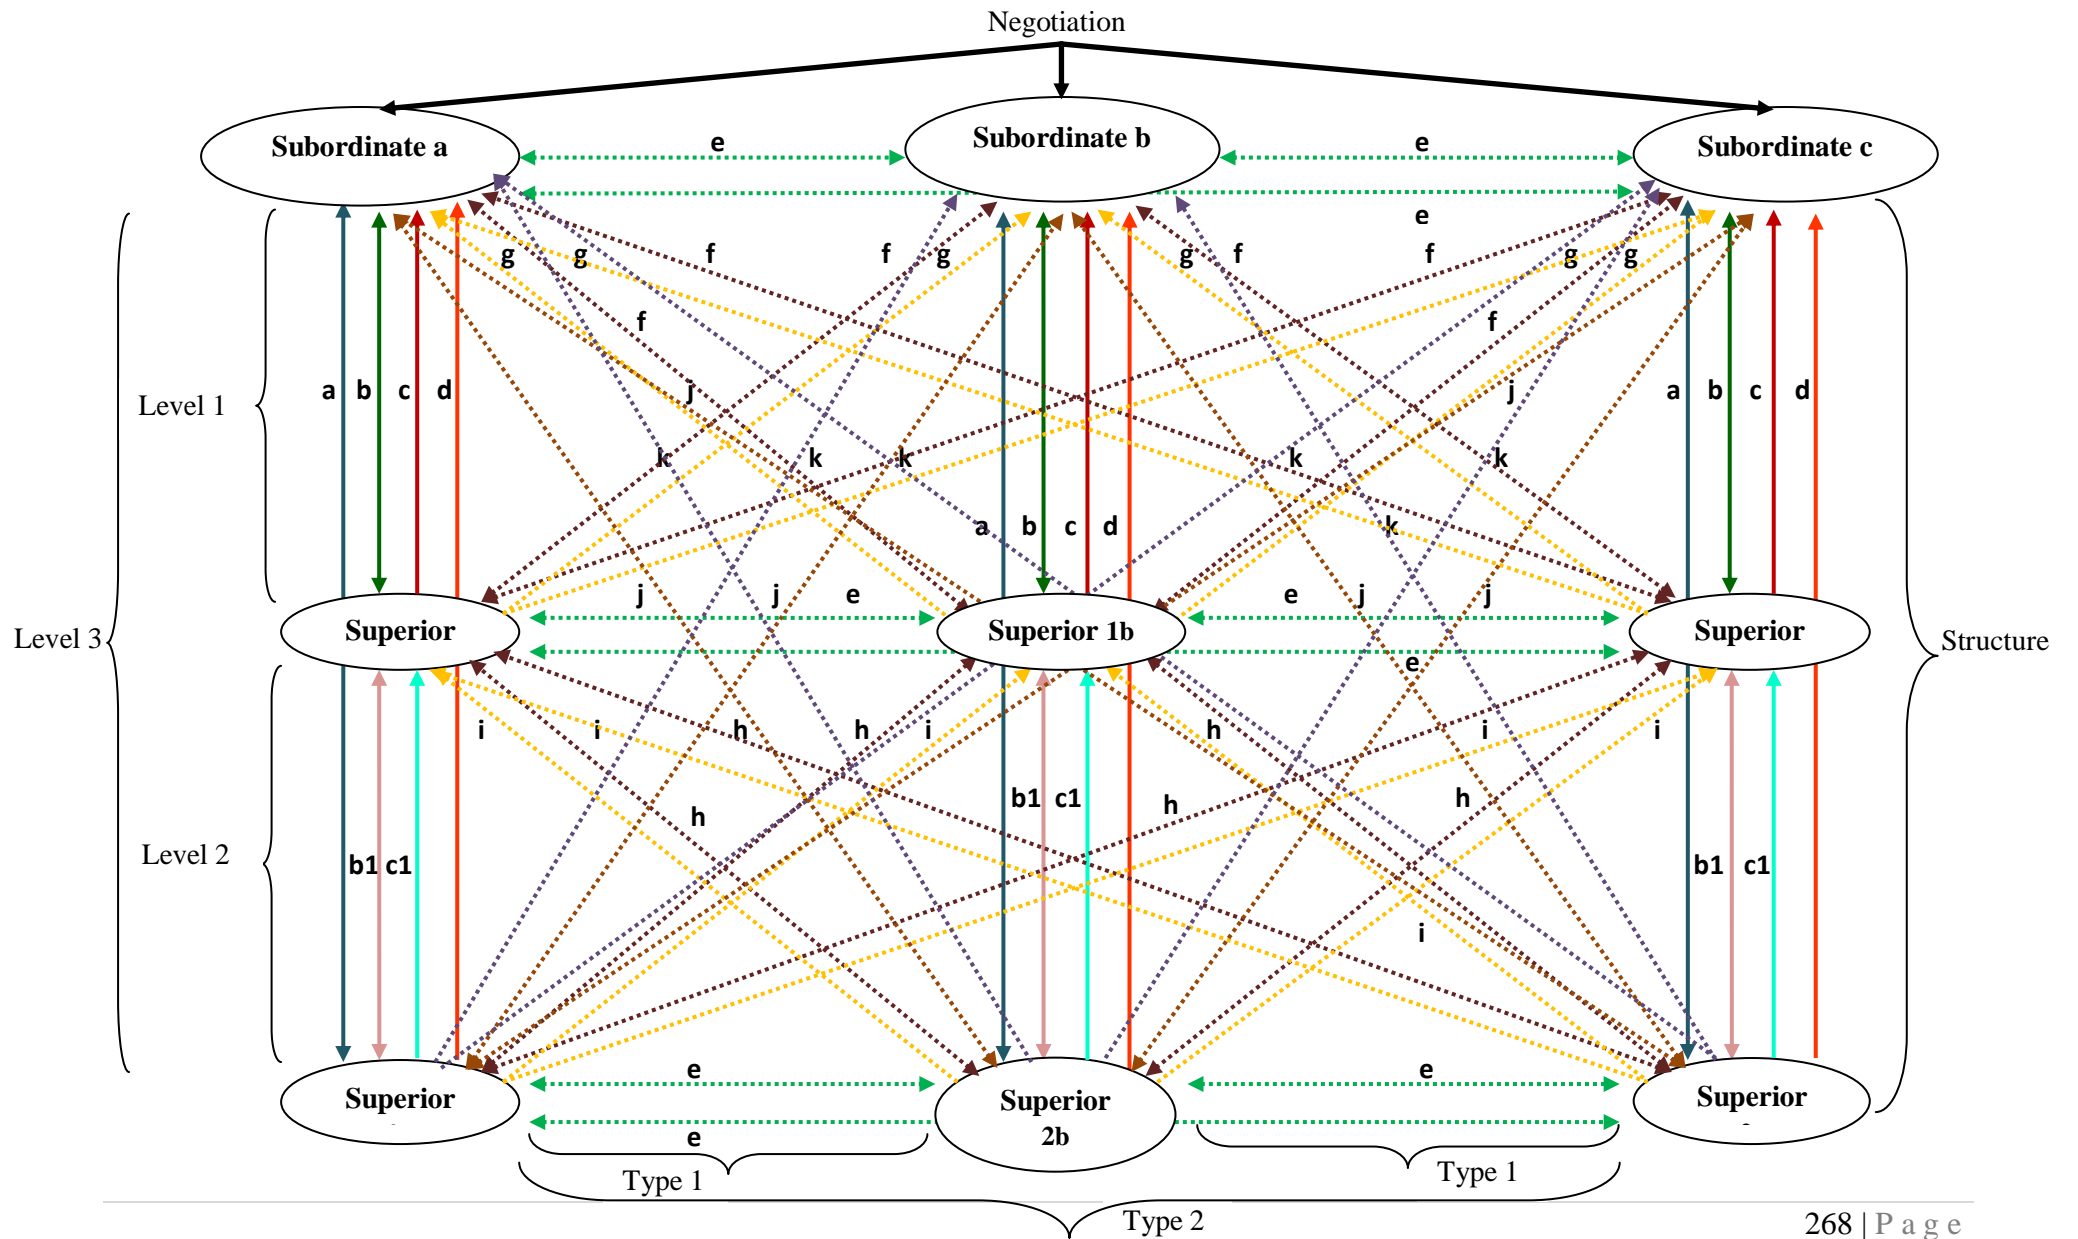 Negotiation
Subordinate a
Subordinate b
Subordinate c
e
e
e
g
g
f
f
g
g
f
f
g
g
f
f
a
b
c
d
j
j
a
b
c
d
Level 1
k
k
k
k
k
a
b
c
d
k
j
j
e
e
j
j
Superior
Superior 1b
Superior
Level 3
Structure
e
i
i
h
h
i
h
i
i
b1
c1
h
h
h
Level 2
b1
c1
b1
c1
i
e
e
Superior
Superior
2b
Superior
e
Type 1
Type 1
Type 2
268 | P a g e